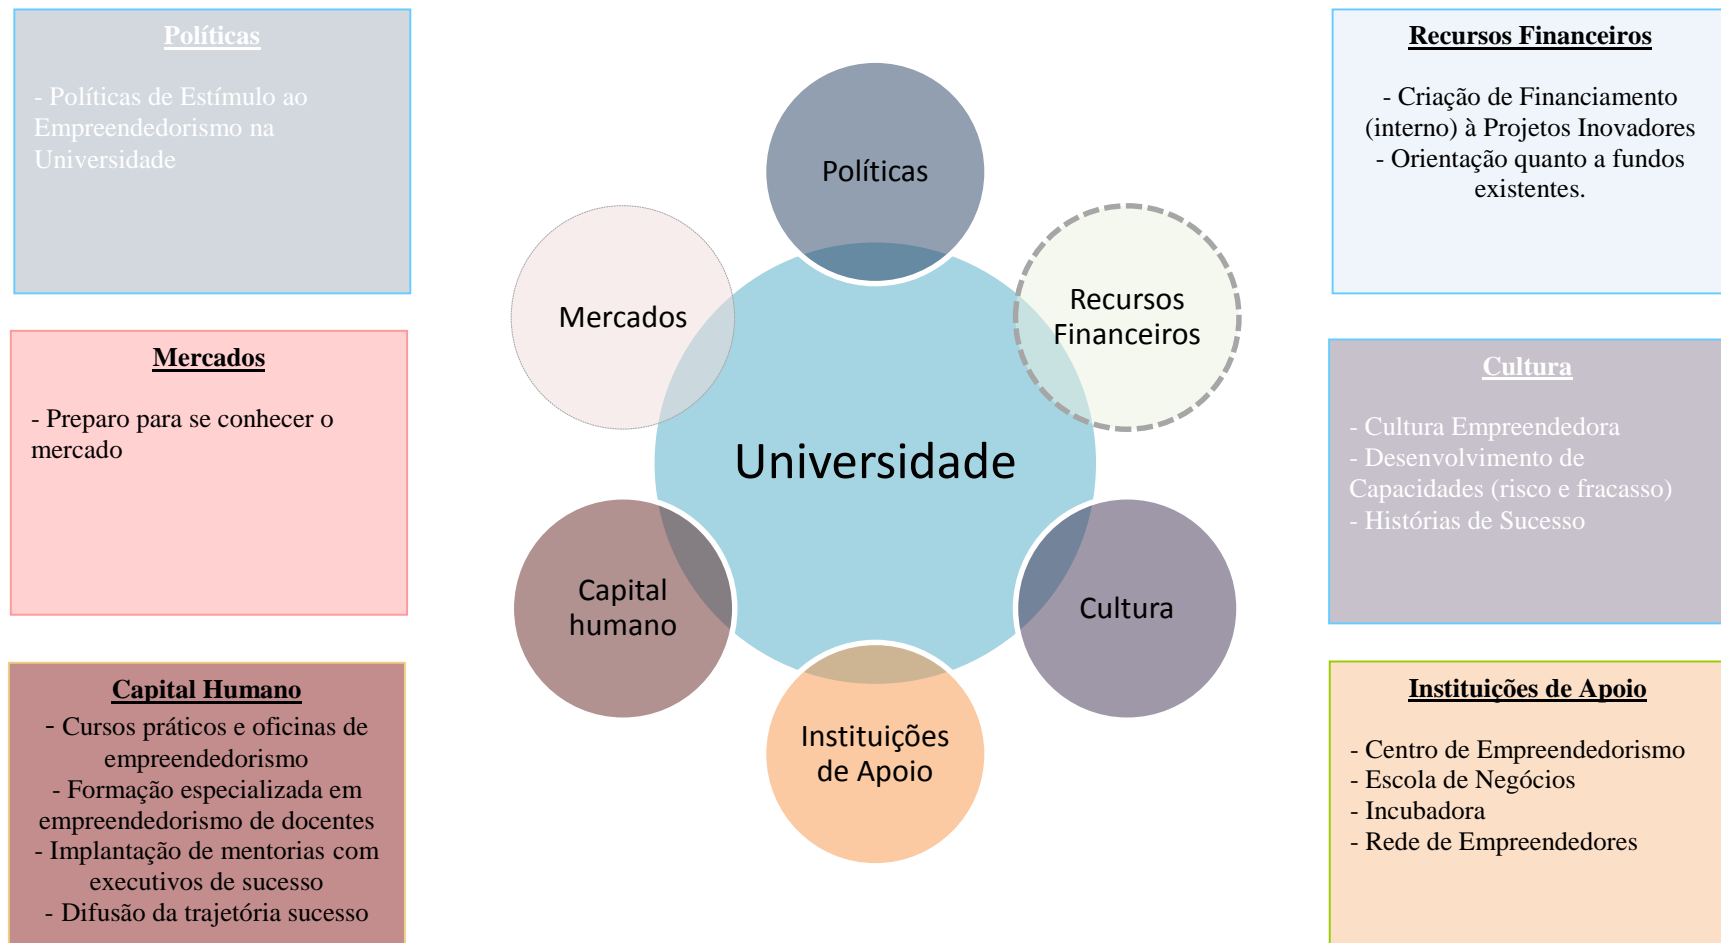 Políticas
- Políticas de Estímulo ao
Empreendedorismo na
Universidade
Mercados
- Preparo para se conhecer o
mercado
Capital Humano
- Cursos práticos e oficinas de
empreendedorismo
- Formação especializada em
empreendedorismo de docentes
- Implantação de mentorias com
executivos de sucesso
- Difusão da trajetória sucesso
Políticas
Mercados
Recursos
Financeiros
Universidade
Capital
humano
Cultura
Instituições
de Apoio
Recursos Financeiros
- Criação de Financiamento
(interno) à Projetos Inovadores
- Orientação quanto a fundos
existentes.
Cultura
- Cultura Empreendedora
- Desenvolvimento de
Capacidades (risco e fracasso)
- Histórias de Sucesso
Instituições de Apoio
- Centro de Empreendedorismo
- Escola de Negócios
- Incubadora
- Rede de Empreendedores